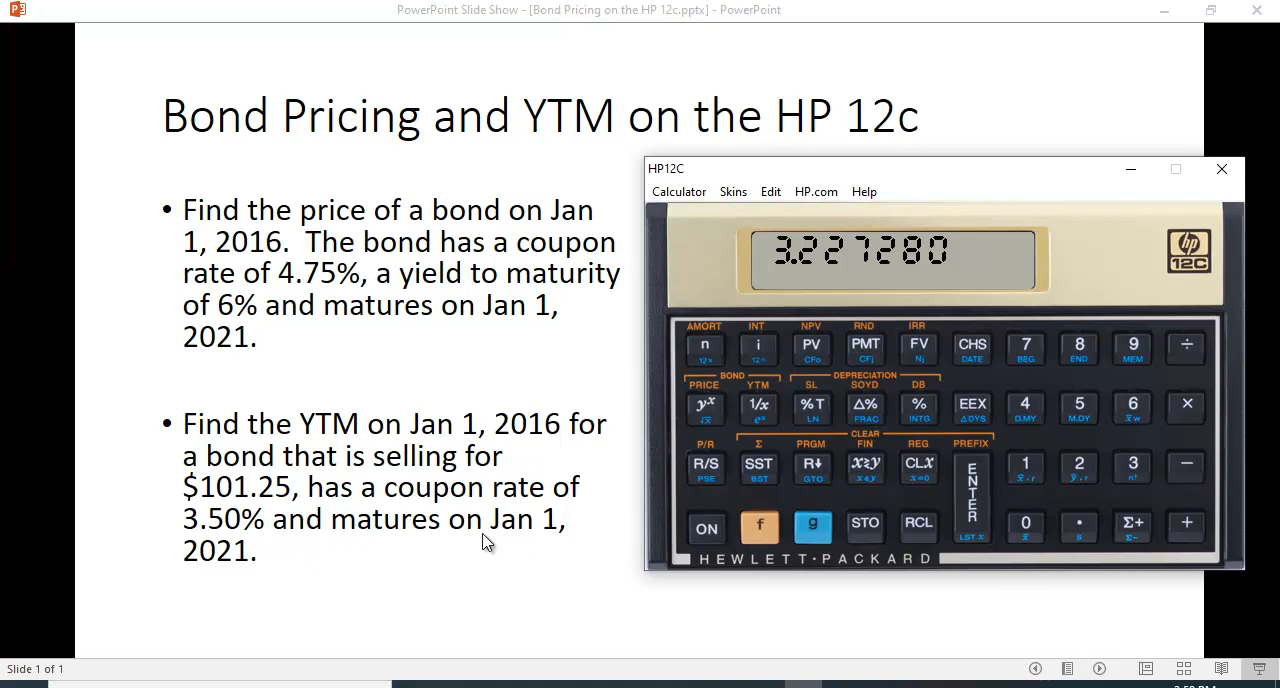 PowerPoint Slide Show - [Bond Pricing on the HP 12c.pptx] - PowerPoint
Bond Pricing and YTM on the HP 12c
• Find the price of a bond on Jan
1, 2016.  The bond has a coupon
rate of 4.75%, a yield to maturity
of 6% and matures on Jan 1,
2021.
• Find the YTM on Jan 1, 2016 for
a bond that is selling for
$101.25, has a coupon rate of
3.50% and matures on Jan 1,
2021.
HP12C
Calculator Skins Edit HP.com Help
3.227280
hp
12C
AMORT INT NPV RND IRR
n i PV PMT FV CHS 7 8 9 ÷
12× 12÷ CFo CFj Nj DATE BEG END MEM
BOND DEPRECIATION
PRICE YTM SL SOYD DB
yx 1/x %T Δ% % EEX 4 5 6 ×
√x ex LN FRAC INTG ΔDYS D.MY M.DY x̄w
CLEAR
P/R Σ PRGM FIN REG PREFIX
R/S SST R↓ x≷y CLx ENTER 1 2 3 −
PSE BST GTO x≤y x=0 x̂,r ŷ,r n!
ON f g STO RCL 0 • Σ+ +
LST x x̄ s Σ−
HEWLETT·PACKARD
Slide 1 of 1